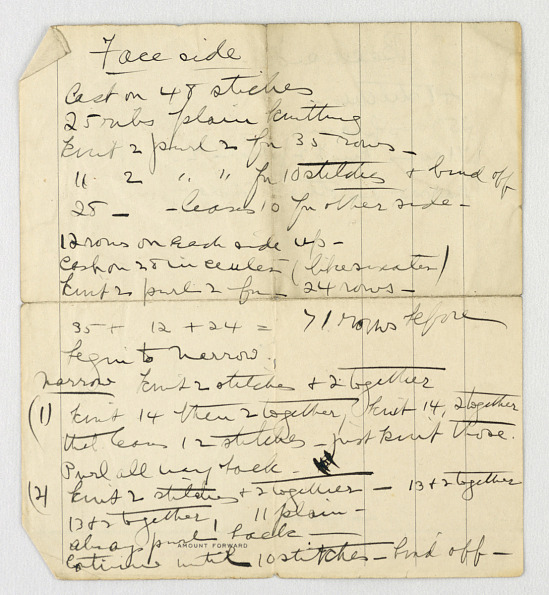 Face side
Cast on 48 stiches
25 ribs plain knitting
Knit 2 purl 2 for 35 rows -
" 2 " " for 10 stitches + bind off
28 - - leaves 10 for other side -
12 rows on each side up -
Cast on 28 in center (like sweater)
Knit 2 purl 2 for - 24 rows -
35 + 12 + 24 = 71 rows before
begin to narrow.
Narrow Knit 2 stitches + 2 together
(1) Knit 14 then 2 together, Knit 14, 2 together
that leaves 12 stitches - just knit those.
Purl all way back -
(2) Knit 2 stitches + 2 together - 13 + 2 together
13 + 2 together, 11 plain -
always purl back -
AMOUNT FORWARD
Continue until 10 stitches - bind off -